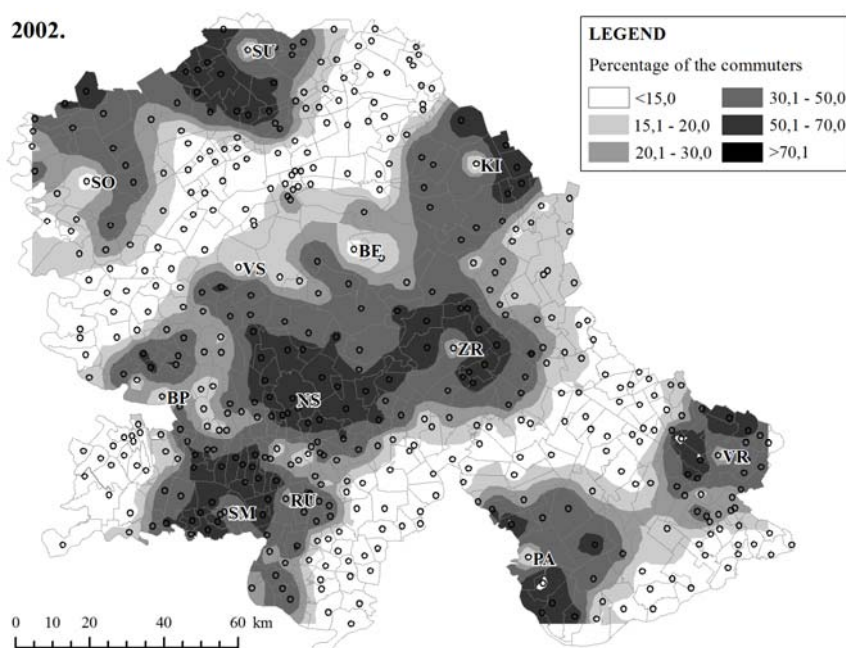 2002.
LEGEND
Percentage of the commuters
<15,0
30,1 - 50,0
15,1 - 20,0
50,1 - 70,0
20,1 - 30,0
>70,1
SU
KI
SO
BE
VS
ZR
BP
NS
VR
RU
SM
PA
0 10 20 40 60 km